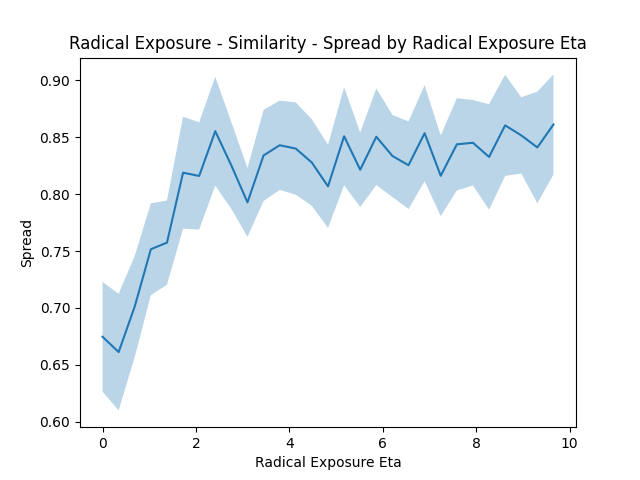 Radical Exposure - Similarity - Spread by Radical Exposure Eta
0.90
0.85
0.80
0.75
0.70
0.65
0.60
Spread
0 2 4 6 8 10
Radical Exposure Eta